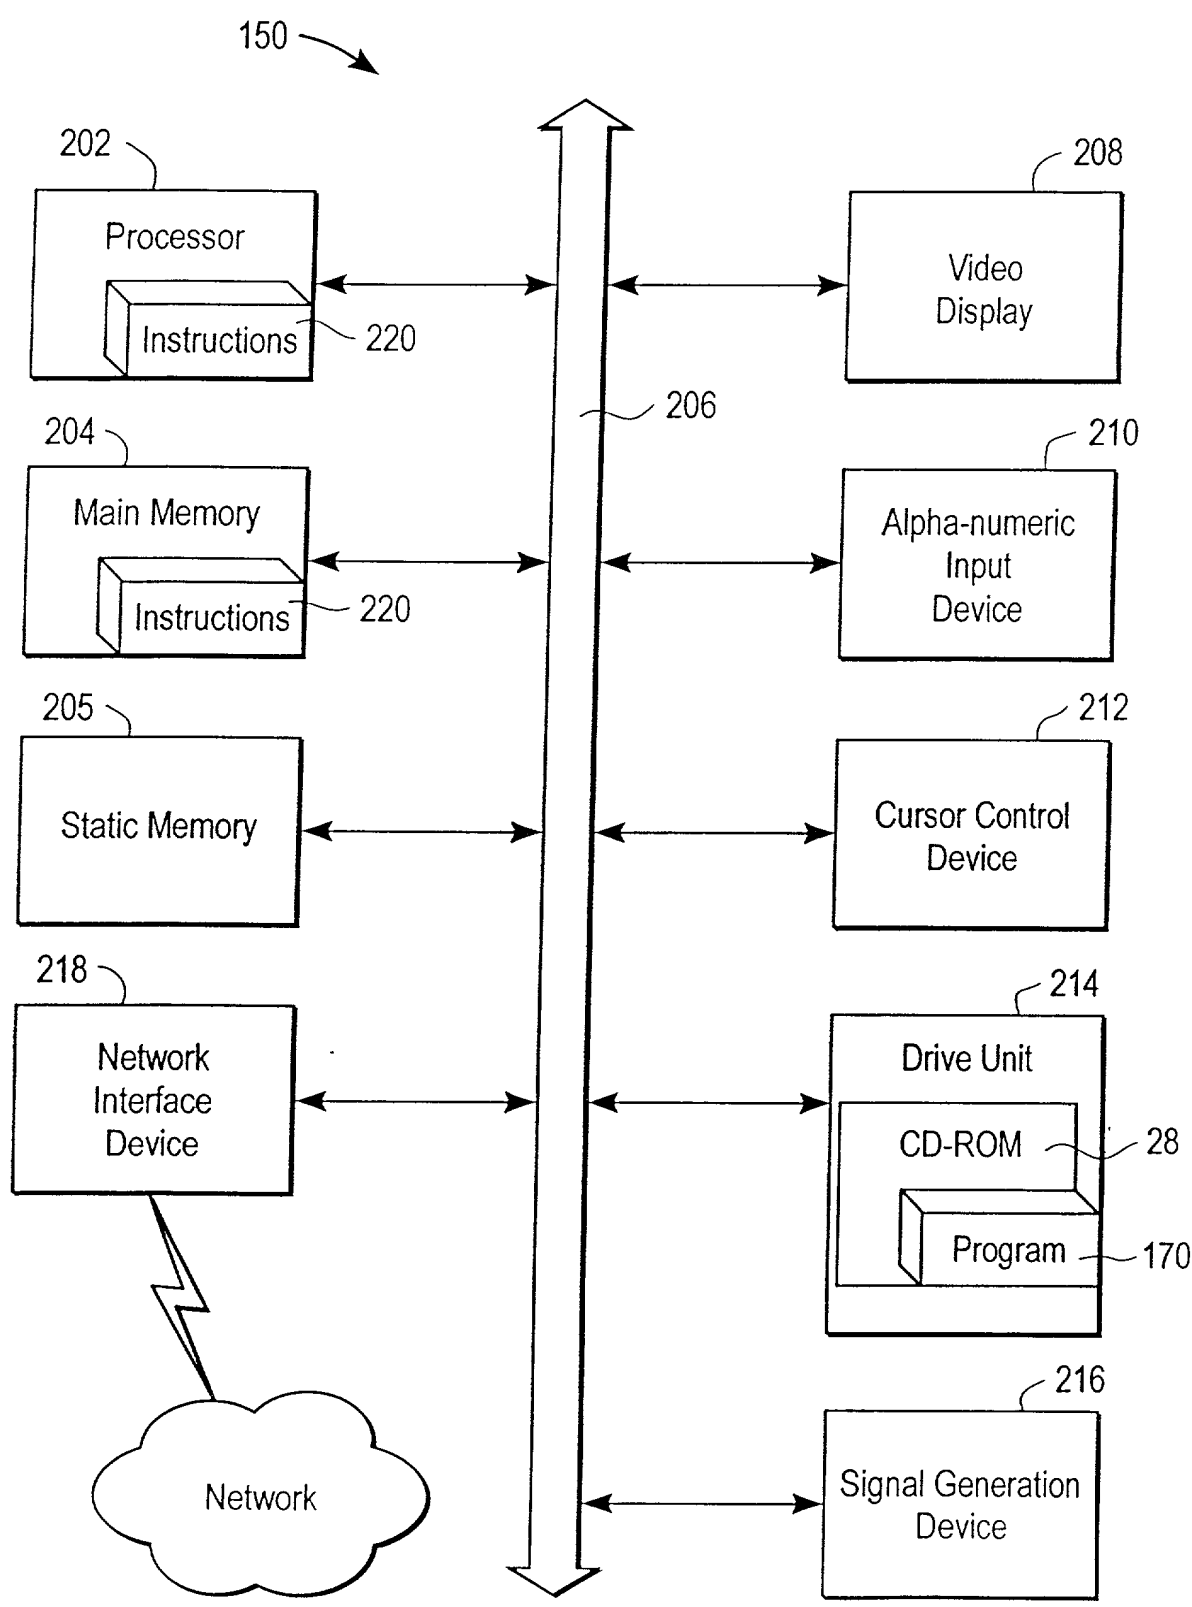 150
202
Processor
Instructions
220
204
Main Memory
Instructions
220
205
Static Memory
218
Network
Interface
Device
Network
206
208
Video
Display
210
Alpha-numeric
Input
Device
212
Cursor Control
Device
214
Drive Unit
CD-ROM
28
Program
170
216
Signal Generation
Device